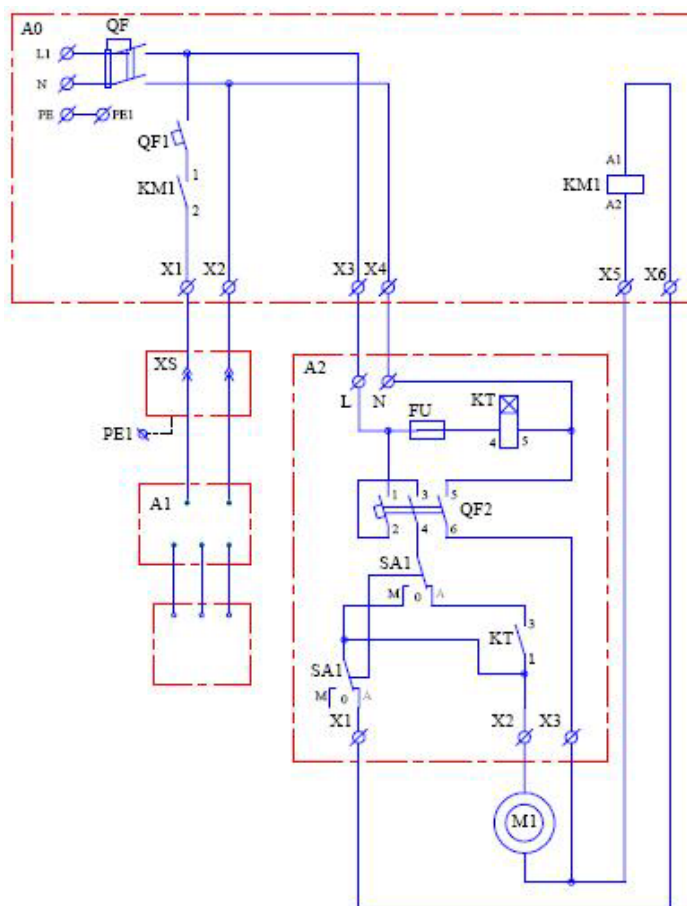 A0 QF
L1
N
PE PE1
QF1
1
KM1
2
A1
KM1
A2
X1 X2 X3 X4 X5 X6
XS
PE1
A1
A2
L N FU KT
4 5
1 3 5
QF2
2 4 6
SA1
M 0 A
KT 3
1
SA1
M 0 A
X1 X2 X3
M1